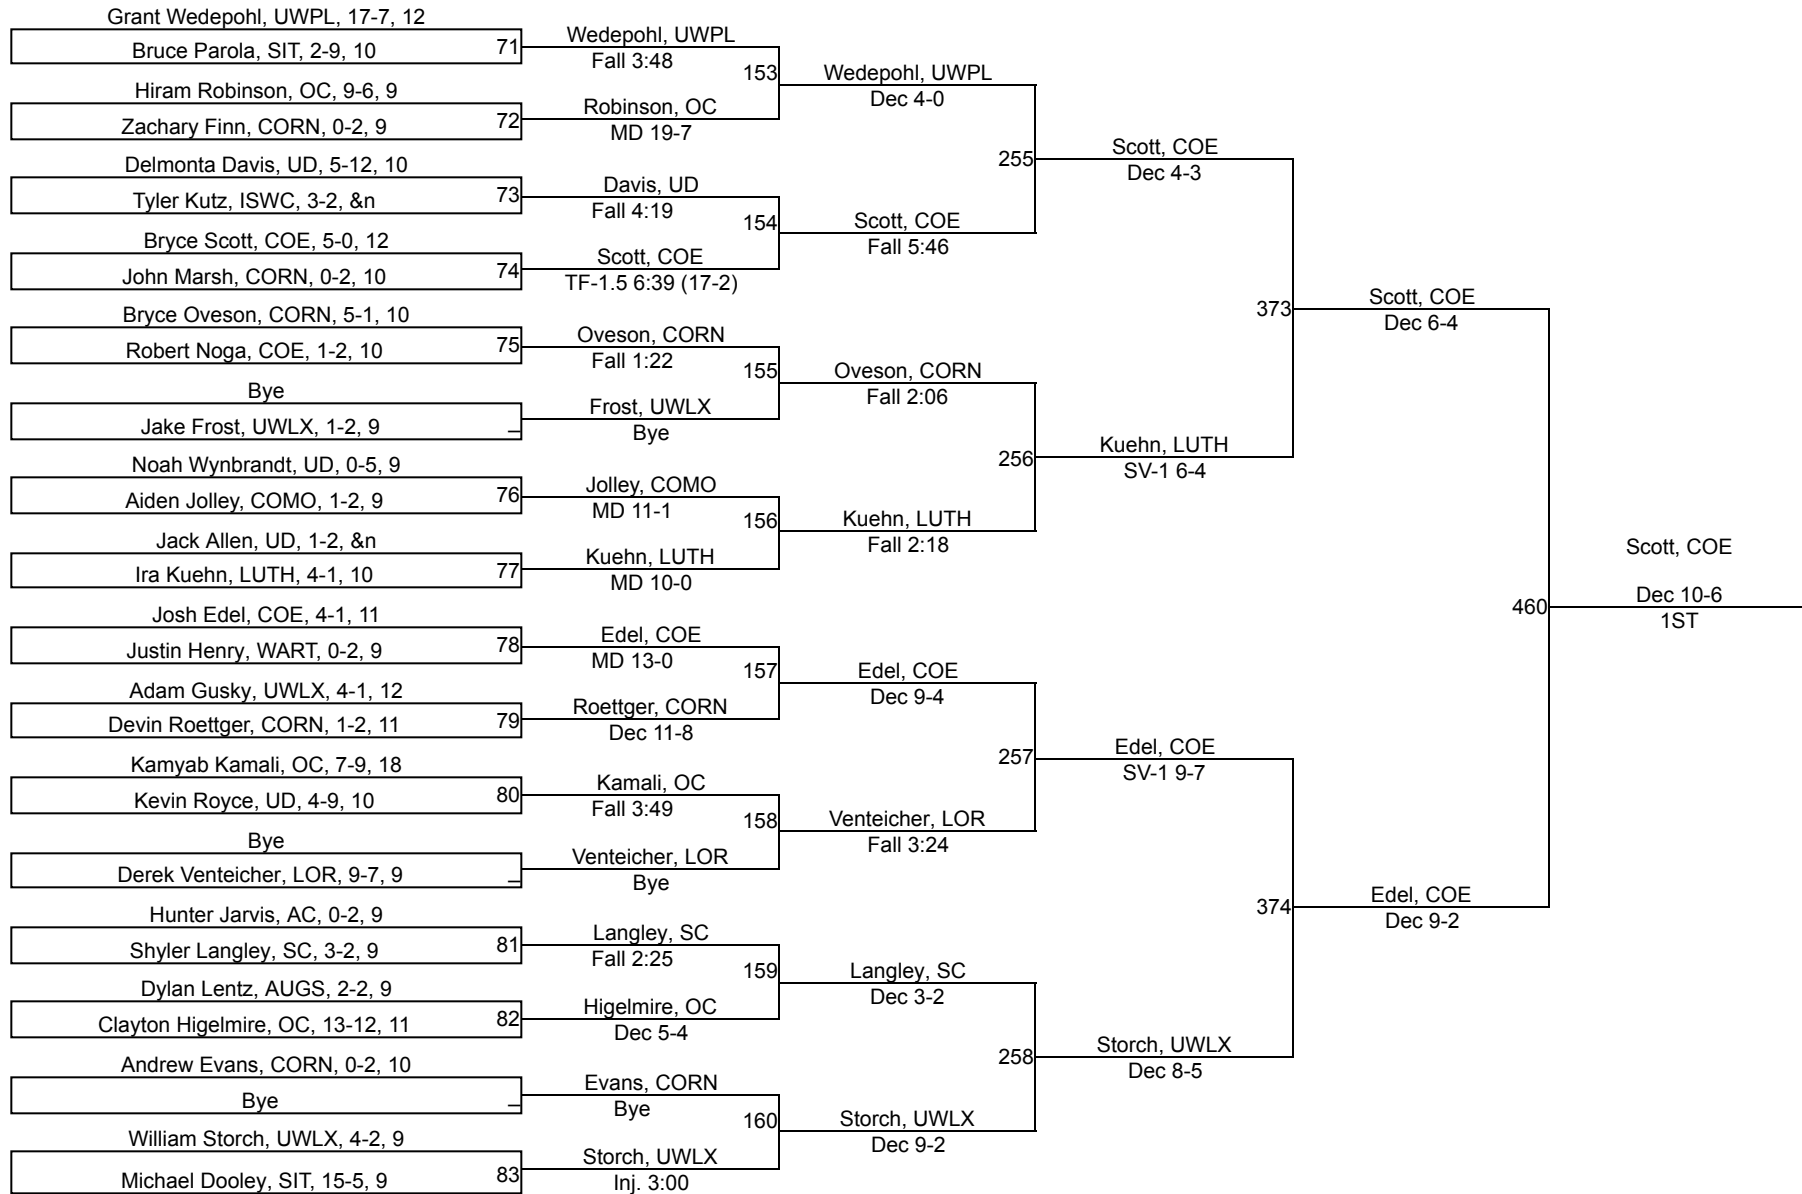 Grant Wedepohl, UWPL, 17-7, 12
Bruce Parola, SIT, 2-9, 10
71
Hiram Robinson, OC, 9-6, 9
Zachary Finn, CORN, 0-2, 9
72
Delmonta Davis, UD, 5-12, 10
Tyler Kutz, ISWC, 3-2, &n
73
Bryce Scott, COE, 5-0, 12
John Marsh, CORN, 0-2, 10
74
Bryce Oveson, CORN, 5-1, 10
Robert Noga, COE, 1-2, 10
75
Bye
Jake Frost, UWLX, 1-2, 9
_
Noah Wynbrandt, UD, 0-5, 9
Aiden Jolley, COMO, 1-2, 9
76
Jack Allen, UD, 1-2, &n
Ira Kuehn, LUTH, 4-1, 10
77
Josh Edel, COE, 4-1, 11
Justin Henry, WART, 0-2, 9
78
Adam Gusky, UWLX, 4-1, 12
Devin Roettger, CORN, 1-2, 11
79
Kamyab Kamali, OC, 7-9, 18
Kevin Royce, UD, 4-9, 10
80
Bye
Derek Venteicher, LOR, 9-7, 9
_
Hunter Jarvis, AC, 0-2, 9
Shyler Langley, SC, 3-2, 9
81
Dylan Lentz, AUGS, 2-2, 9
Clayton Higelmire, OC, 13-12, 11
82
Andrew Evans, CORN, 0-2, 10
Bye
_
William Storch, UWLX, 4-2, 9
Michael Dooley, SIT, 15-5, 9
83
Wedepohl, UWPL
Fall 3:48
153
Robinson, OC
MD 19-7
Davis, UD
Fall 4:19
154
Scott, COE
TF-1.5 6:39 (17-2)
Oveson, CORN
Fall 1:22
155
Frost, UWLX
Bye
Jolley, COMO
MD 11-1
156
Kuehn, LUTH
MD 10-0
Edel, COE
MD 13-0
157
Roettger, CORN
Dec 11-8
Kamali, OC
Fall 3:49
158
Venteicher, LOR
Bye
Langley, SC
Fall 2:25
159
Higelmire, OC
Dec 5-4
Evans, CORN
Bye
160
Storch, UWLX
Inj. 3:00
Wedepohl, UWPL
Dec 4-0
255
Scott, COE
Fall 5:46
Oveson, CORN
Fall 2:06
256
Kuehn, LUTH
Fall 2:18
Edel, COE
Dec 9-4
257
Venteicher, LOR
Fall 3:24
Langley, SC
Dec 3-2
258
Storch, UWLX
Dec 9-2
Scott, COE
Dec 4-3
373
Kuehn, LUTH
SV-1 6-4
Edel, COE
SV-1 9-7
374
Storch, UWLX
Dec 8-5
Scott, COE
Dec 6-4
460
Edel, COE
Dec 9-2
Scott, COE
Dec 10-6
1ST